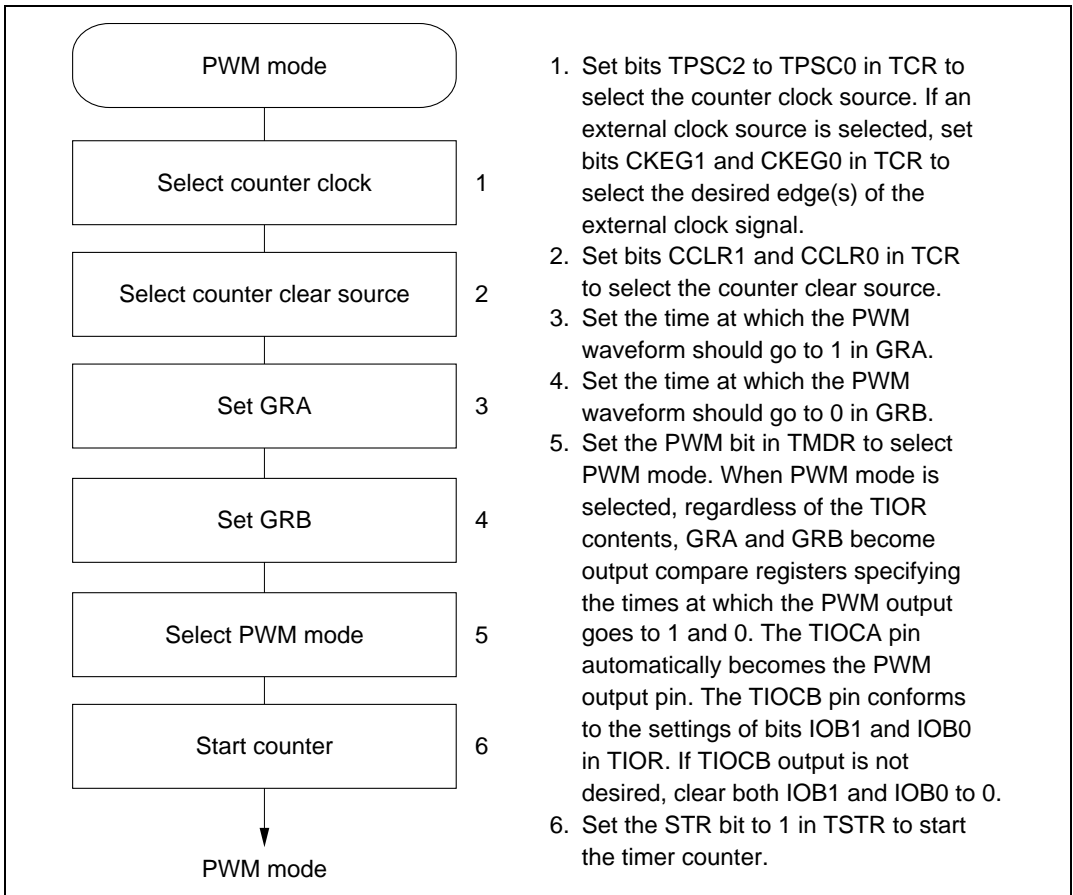 PWM mode
Select counter clock
1
Select counter clear source
2
Set GRA
3
Set GRB
4
Select PWM mode
5
Start counter
6
PWM mode
1. Set bits TPSC2 to TPSC0 in TCR to
select the counter clock source. If an
external clock source is selected, set
bits CKEG1 and CKEG0 in TCR to
select the desired edge(s) of the
external clock signal.
2. Set bits CCLR1 and CCLR0 in TCR
to select the counter clear source.
3. Set the time at which the PWM
waveform should go to 1 in GRA.
4. Set the time at which the PWM
waveform should go to 0 in GRB.
5. Set the PWM bit in TMDR to select
PWM mode. When PWM mode is
selected, regardless of the TIOR
contents, GRA and GRB become
output compare registers specifying
the times at which the PWM output
goes to 1 and 0. The TIOCA pin
automatically becomes the PWM
output pin. The TIOCB pin conforms
to the settings of bits IOB1 and IOB0
in TIOR. If TIOCB output is not
desired, clear both IOB1 and IOB0 to 0.
6. Set the STR bit to 1 in TSTR to start
the timer counter.